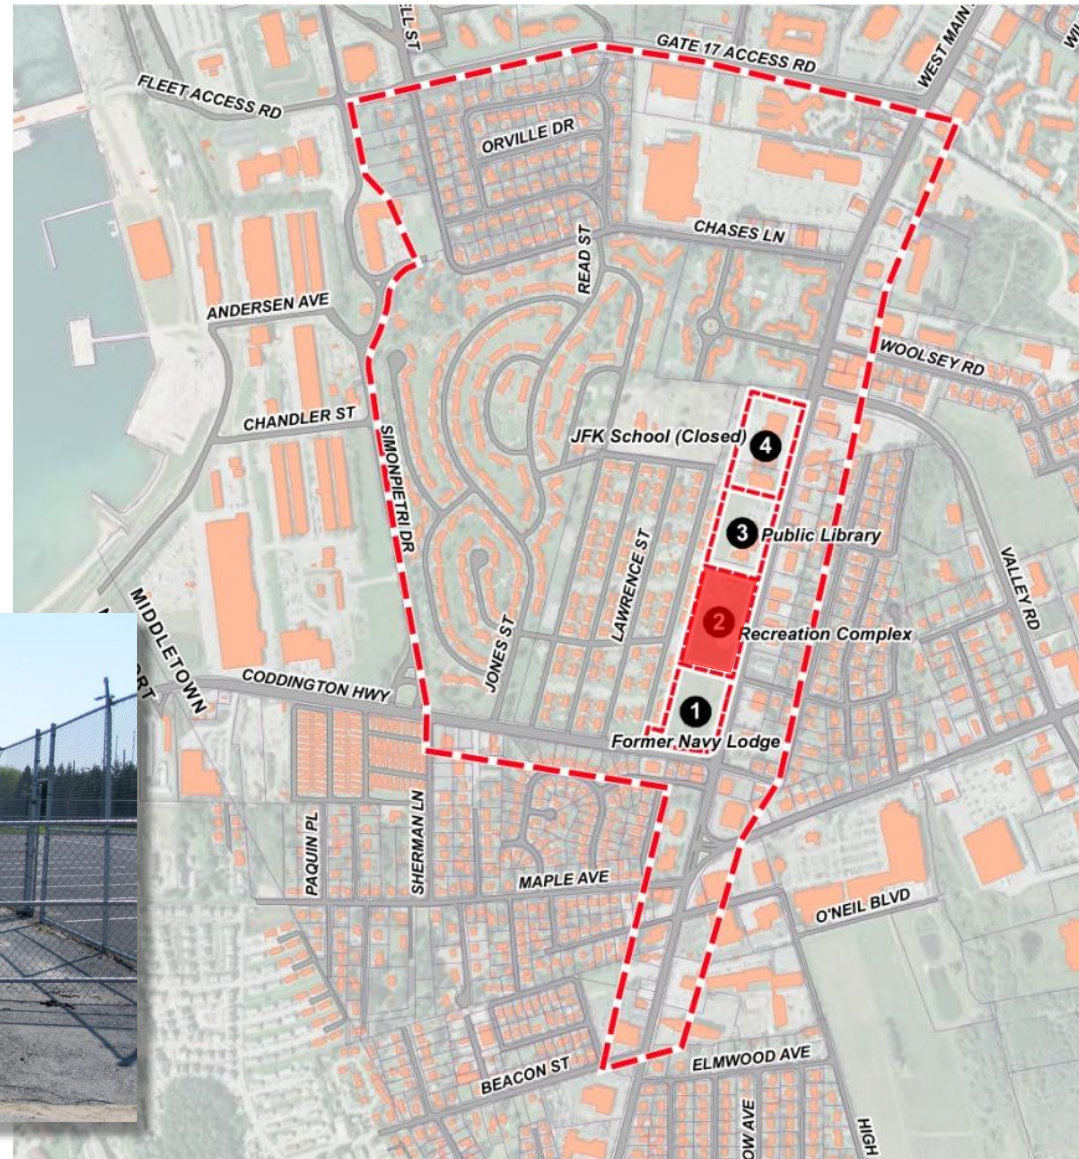 GATE 17 ACCESS RD
WEST MAIN
FLEET ACCESS RD
ORVILLE DR
CHASES LN
READ ST
ANDERSEN AVE
WOOLSEY RD
CHANDLER ST
SIMONPIETRI DR
JFK School (Closed)
4
3
Public Library
LAWRENCE ST
VALLEY RD
2
Recreation Complex
MIDDLETOWN
JONES ST
CODDINGTON HWY
1
Former Navy Lodge
PAQUIN PL
SHERMAN LN
MAPLE AVE
O'NEIL BLVD
BEACON ST
ELMWOOD AVE
HIGH